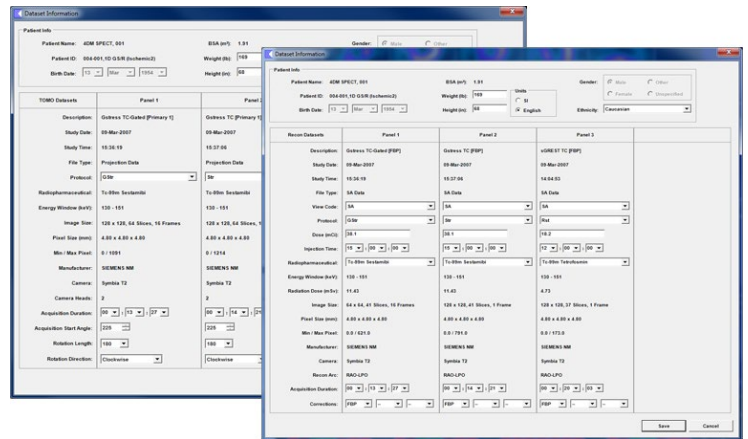 Dataset Information
Patient Info
Patient Name: 4DM SPECT, 001 BSA (m²) 1.91 Gender: Male Other
Patient ID: 004-001,1D GS/R (Ischemic2) Weight (lb) 169
Birth Date: 13 Mar 1984 Height (in) 68
TOMO Datasets Panel 1 Panel 2
Description: Gstress TC-Gated [Primary 1] Gstress TC [Primary 1]
Study Date: 09-Mar-2007 09-Mar-2007
Study Time: 15:36:19 15:37:06
File Type: Projection Data Projection Data
Protocol: GStr Str
Radiopharmaceutical: Tc-99m Sestamibi Tc-99m Sestamibi
Energy Window (keV): 130 - 151 130 - 151
Image Size: 128 x 128, 64 Slices, 16 Frames 128 x 128, 64 Slices, 1
Pixel Size (mm): 4.80 x 4.80 x 4.80 4.80 x 4.80 x 4.80
Min / Max Pixel: 0 / 1091 0 / 1214
Manufacturer: SIEMENS NM SIEMENS NM
Camera: Symbia T2 Symbia T2
Camera Heads: 2 2
Acquisition Duration: 00 : 13 : 27 00 : 14 : 21
Acquisition Start Angle: 225 225
Rotation Length: 180 180
Rotation Direction: Clockwise Clockwise
Dataset Information
Patient Info
Patient Name: 4DM SPECT, 001 BSA (m²) 1.91 Gender: Male Other
Patient ID: 004-001,1D GS/R (Ischemic2) Weight (lb) 169 Units SI Female Unspecified
Birth Date: 13 Mar Height (in) 68 English Ethnicity: Caucasian
Recon Datasets Panel 1 Panel 2 Panel 3
Description: Gstress TC-Gated [FBP] Gstress TC [FBP]
Study Date: 09-Mar-2007 09-Mar-2007 09-Mar-2007
Study Time: 15:36:19 15:37:06 14:04:53
File Type: SA Data SA Data SA Data
View Code: SA SA SA
Protocol: GStr Str Rst
Dose (mCi): 38.1 38.1 10.2
Injection Time: 15 : 00 : 00 15 : 00 : 00 12 : 00 : 00
Radiopharmaceutical: Tc-99m Sestamibi Tc-99m Sestamibi Tc-99m Tetrofosmin
Energy Window (keV): 130 - 151 130 - 151 130 - 151
Radiation Dose (mSv): 11.43 11.43 4.73
Image Size: 64 x 64, 41 Slices, 16 Frames 128 x 128, 41 Slices, 1 Frame 128 x 128, 37 Slices, 1 Frame
Pixel Size (mm): 4.80 x 4.80 x 4.80 4.80 x 4.80 x 4.80 4.80 x 4.80 x 4.80
Min / Max Pixel: 0.0 / 621.0 0.0 / 791.0 0.0 / 173.0
Manufacturer: SIEMENS NM SIEMENS NM SIEMENS NM
Camera: Symbia T2 Symbia T2 Symbia T2
Recon Arc: RAO-LPO RAO-LPO RAO-LPO
Acquisition Duration: 00 : 13 : 27 00 : 14 : 21 00 : 20 : 03
Corrections: FBP - - FBP - - FBP - -
Save Cancel